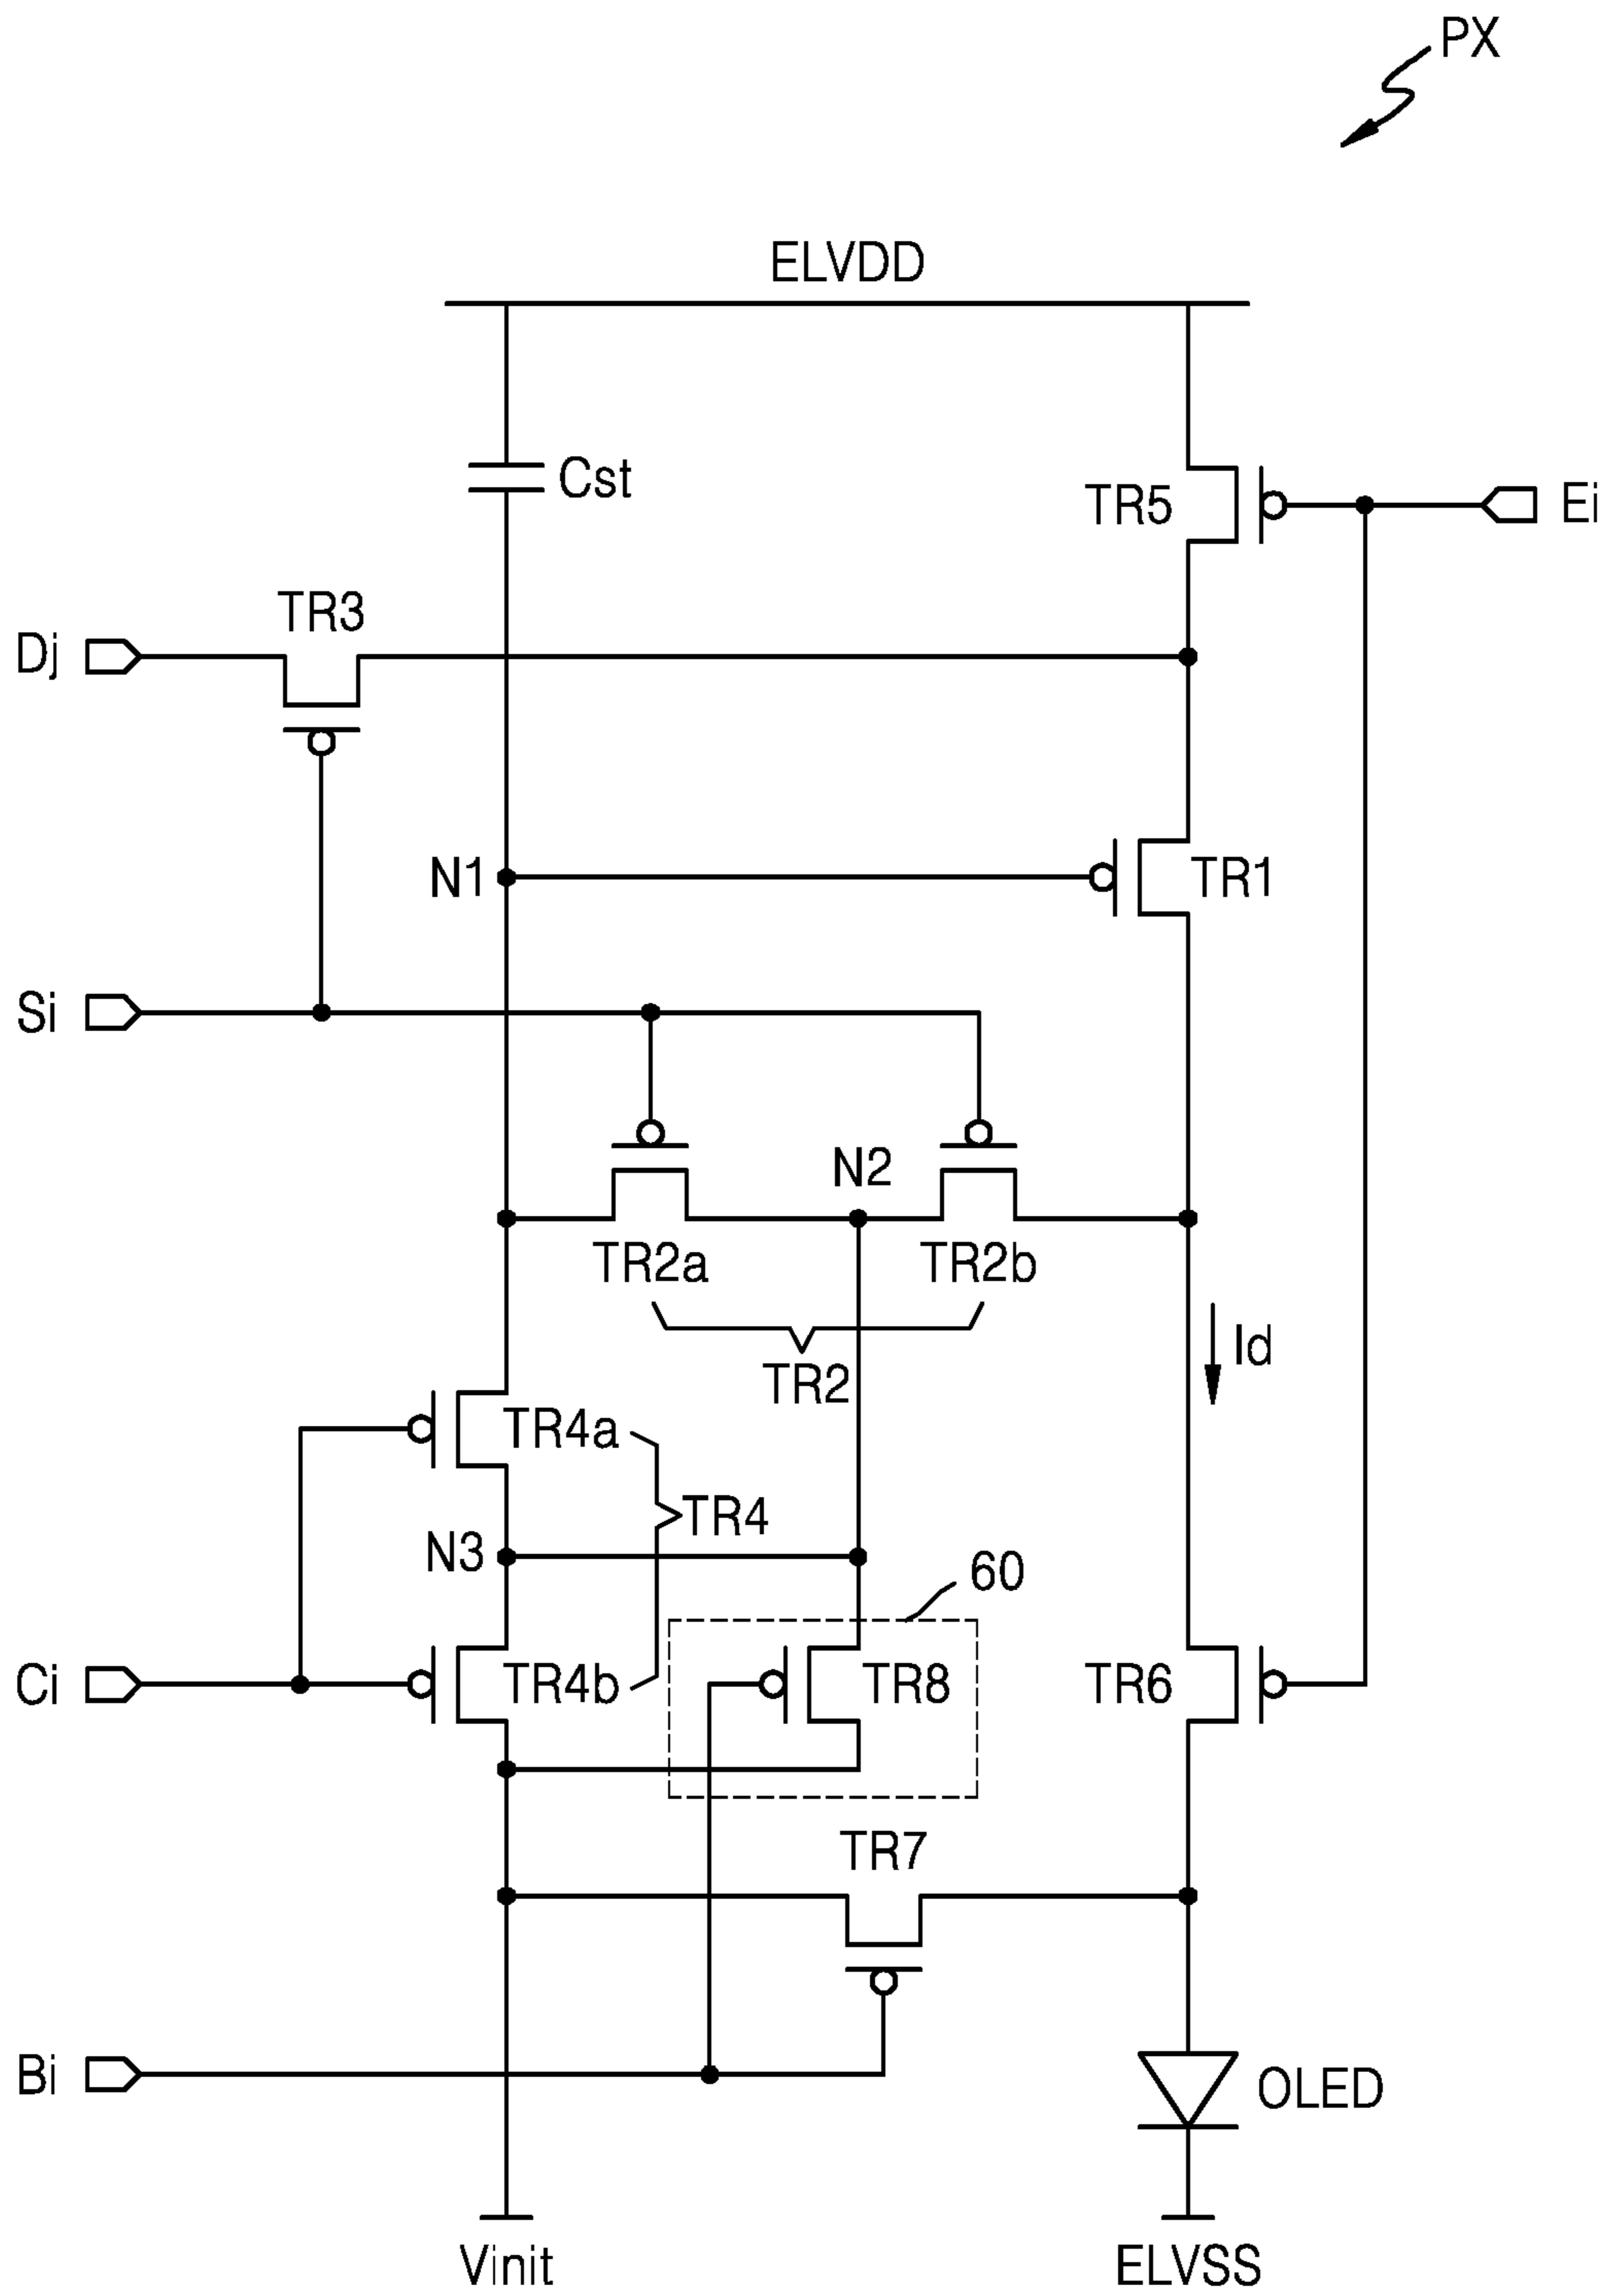 PX
ELVDD
Cst
TR5
Ei
TR3
Dj
N1
TR1
Si
N2
TR2a
TR2b
TR2
Id
TR4a
TR4
N3
60
Ci
TR4b
TR8
TR6
TR7
Bi
OLED
Vinit
ELVSS